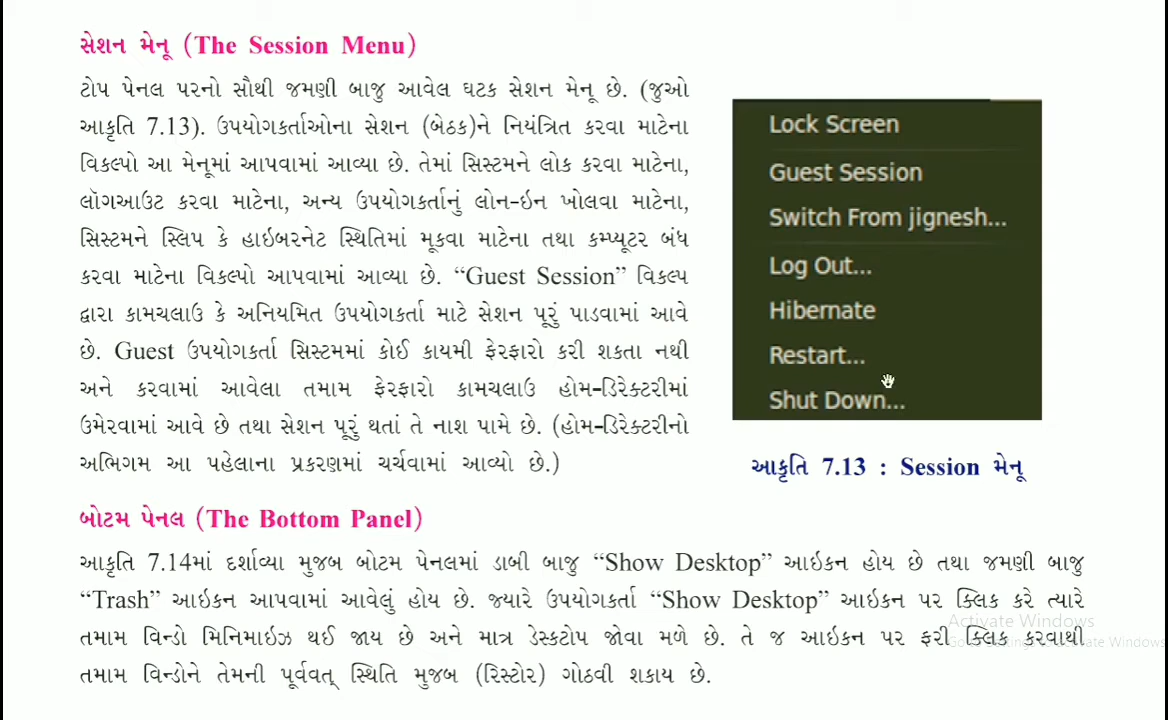 સેશન મેનૂ (The Session Menu)
ટોપ પેનલ પરનો સૌથી જમણી બાજુ આવેલ ઘટક સેશન મેનૂ છે. (જુઓ
આકૃતિ 7.13). ઉપયોગકર્તાઓના સેશન (બેઠક)ને નિયંત્રિત કરવા માટેના
વિકલ્પો આ મેનૂમાં આપવામાં આવ્યા છે. તેમાં સિસ્ટમને લોક કરવા માટેના,
લૉગઆઉટ કરવા માટેના, અન્ય ઉપયોગકર્તાનું લોન-ઇન ખોલવા માટેના,
સિસ્ટમને સ્લિપ કે હાઇબરનેટ સ્થિતિમાં મૂકવા માટેના તથા કમ્પ્યૂટર બંધ
કરવા માટેના વિકલ્પો આપવામાં આવ્યા છે. “Guest Session” વિકલ્પ
દ્વારા કામચલાઉ કે અનિયમિત ઉપયોગકર્તા માટે સેશન પૂરું પાડવામાં આવે
છે. Guest ઉપયોગકર્તા સિસ્ટમમાં કોઈ કાયમી ફેરફારો કરી શકતા નથી
અને કરવામાં આવેલા તમામ ફેરફારો કામચલાઉ હોમ-ડિરેક્ટરીમાં
ઉમેરવામાં આવે છે તથા સેશન પૂરું થતાં તે નાશ પામે છે. (હોમ-ડિરેક્ટરીનો
અભિગમ આ પહેલાના પ્રકરણમાં ચર્ચવામાં આવ્યો છે.)
Lock Screen
Guest Session
Switch From jignesh...
Log Out...
Hibernate
Restart...
Shut Down...
આકૃતિ 7.13 : Session મેનૂ
બોટમ પેનલ (The Bottom Panel)
આકૃતિ 7.14માં દર્શાવ્યા મુજબ બોટમ પેનલમાં ડાબી બાજુ “Show Desktop” આઇકન હોય છે તથા જમણી બાજુ
“Trash” આઇકન આપવામાં આવેલું હોય છે. જ્યારે ઉપયોગકર્તા “Show Desktop” આઇકન પર ક્લિક કરે ત્યારે
તમામ વિન્ડો મિનિમાઇઝ થઈ જાય છે અને માત્ર ડેસ્કટોપ જોવા મળે છે. તે જ આઇકન પર ફરી ક્લિક કરવાથી
તમામ વિન્ડોને તેમની પૂર્વવત્ સ્થિતિ મુજબ (રિસ્ટોર) ગોઠવી શકાય છે.
Activate Windows
Go to Settings to activate Windows